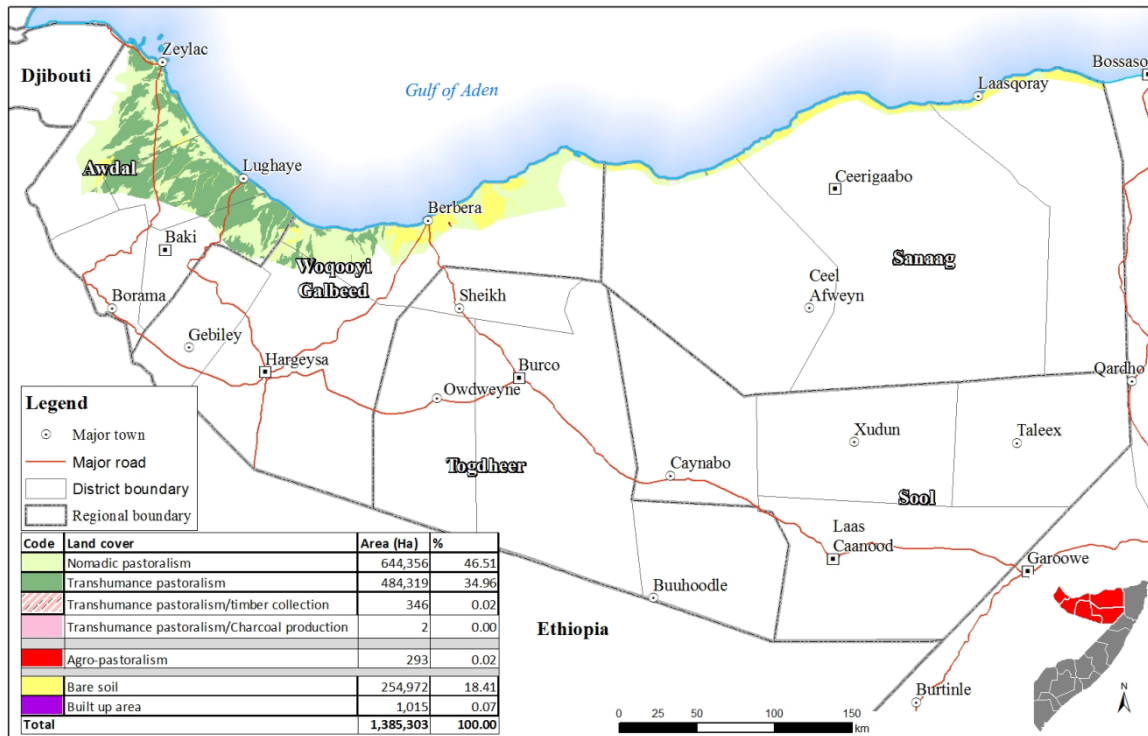 Zeylac
Bossaso
Djibouti
Gulf of Aden
Laasqoray
Awdal
Lughaye
Ceerigaabo
Berbera
Baki
Sanaag
Woqooyi
Galbeed
Ceel
Afweyn
Borama
Sheikh
Gebiley
Hargeysa
Burco
Qardho
Owdweyne
Xudun
Taleex
Togdheer
Caynabo
Sool
Laas
Caanood
Garoowe
Buuhoodle
Ethiopia
Burtinle
Legend
Major town
Major road
District boundary
Regional boundary
Code Land cover Area (Ha) %
Nomadic pastoralism 644,356 46.51
Transhumance pastoralism 484,319 34.96
Transhumance pastoralism/timber collection 346 0.02
Transhumance pastoralism/Charcoal production 2 0.00
Agro-pastoralism 293 0.02
Bare soil 254,972 18.41
Built up area 1,015 0.07
Total 1,385,303 100.00
0 25 50 100 150
km
N